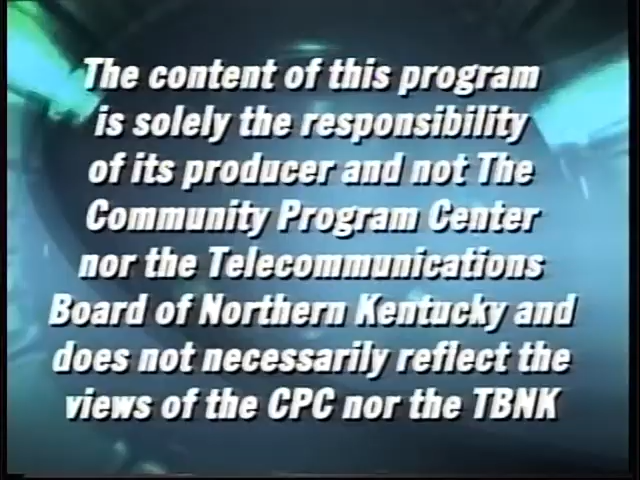 The content of this program
is solely the responsibility
of its producer and not The
Community Program Center
nor the Telecommunications
Board of Northern Kentucky and
does not necessarily reflect the
views of the CPC nor the TBNK